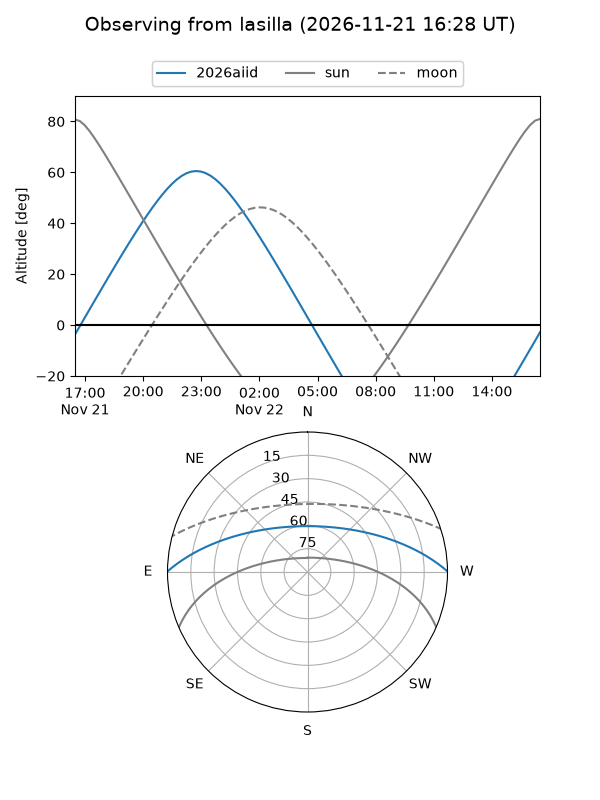 Observing from lasilla (2026-11-21 16:28 UT)
2026aiid sun moon
Altitude [deg]
80
60
40
20
0
−20
17:00 20:00 23:00 02:00 05:00 08:00 11:00 14:00
Nov 21 Nov 22
N
NE NW
15
30
45
60
75
E W
SE SW
S